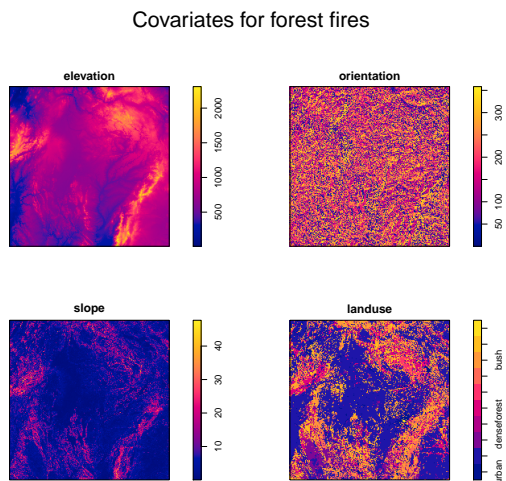 Covariates for forest fires
elevation
500
1000
1500
2000
orientation
50
100
200
300
slope
10
20
30
40
landuse
urban
denseforest
bush